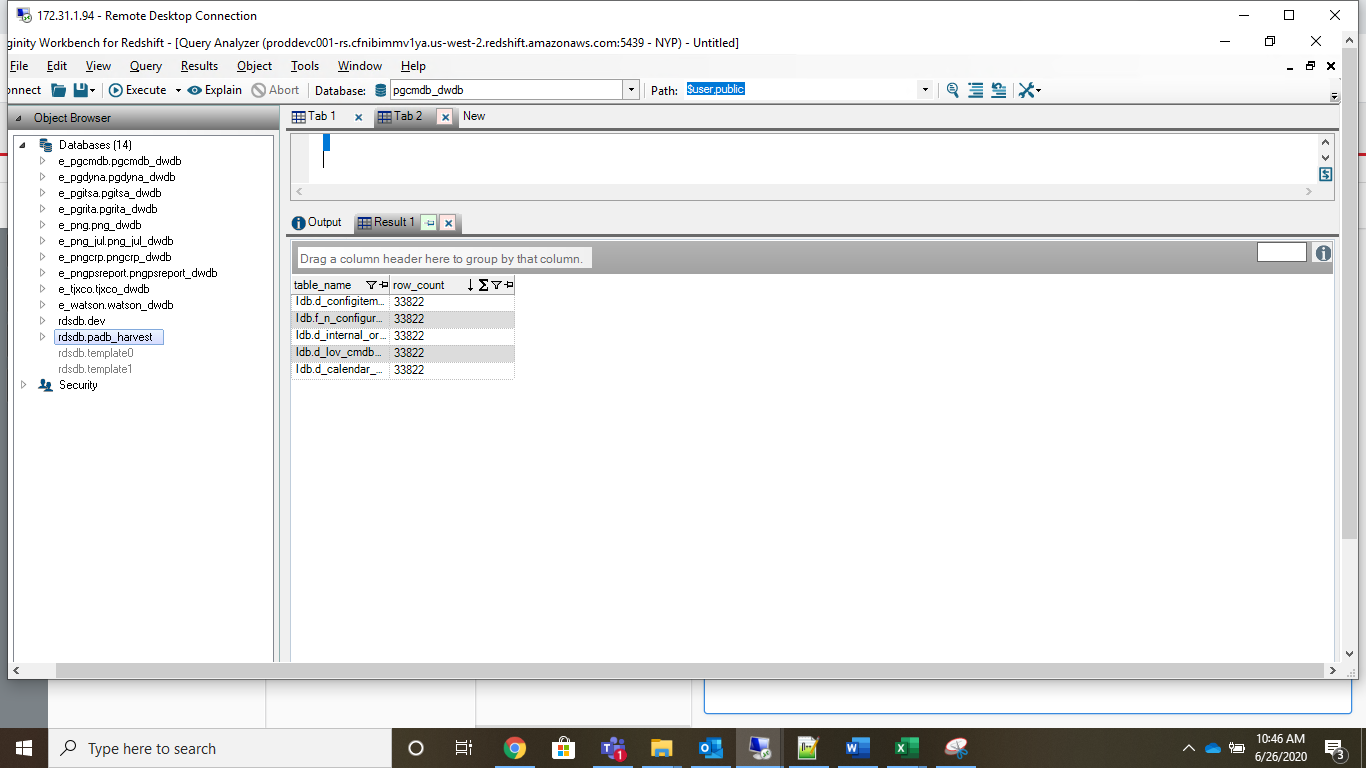 172.31.1.94 - Remote Desktop Connection
ginity Workbench for Redshift - [Query Analyzer (proddevc001-rs.cfnibimmv1ya.us-west-2.redshift.amazonaws.com:5439 - NYP) - Untitled]
File Edit View Query Results Object Tools Window Help
onnect Execute Explain Abort Database: pgcmdb_dwdb Path: $user,public
Object Browser
Tab 1 Tab 2 New
Databases (14)
e_pgcmdb.pgcmdb_dwdb
e_pgdyna.pgdyna_dwdb
e_pgitsa.pgitsa_dwdb
e_pgrita.pgrita_dwdb
e_png.png_dwdb
e_png_jul.png_jul_dwdb
e_pngcrp.pngcrp_dwdb
e_pngpsreport.pngpsreport_dwdb
e_tjxco.tjxco_dwdb
e_watson.watson_dwdb
rdsdb.dev
rdsdb.padb_harvest
rdsdb.template0
rdsdb.template1
Security
Output Result 1
Drag a column header here to group by that column.
table_name row_count
ldb.d_configitem... 33822
ldb.f_n_configur... 33822
ldb.d_internal_or... 33822
ldb.d_lov_cmdb... 33822
ldb.d_calendar_... 33822
Type here to search
1
10:46 AM
6/26/2020
3